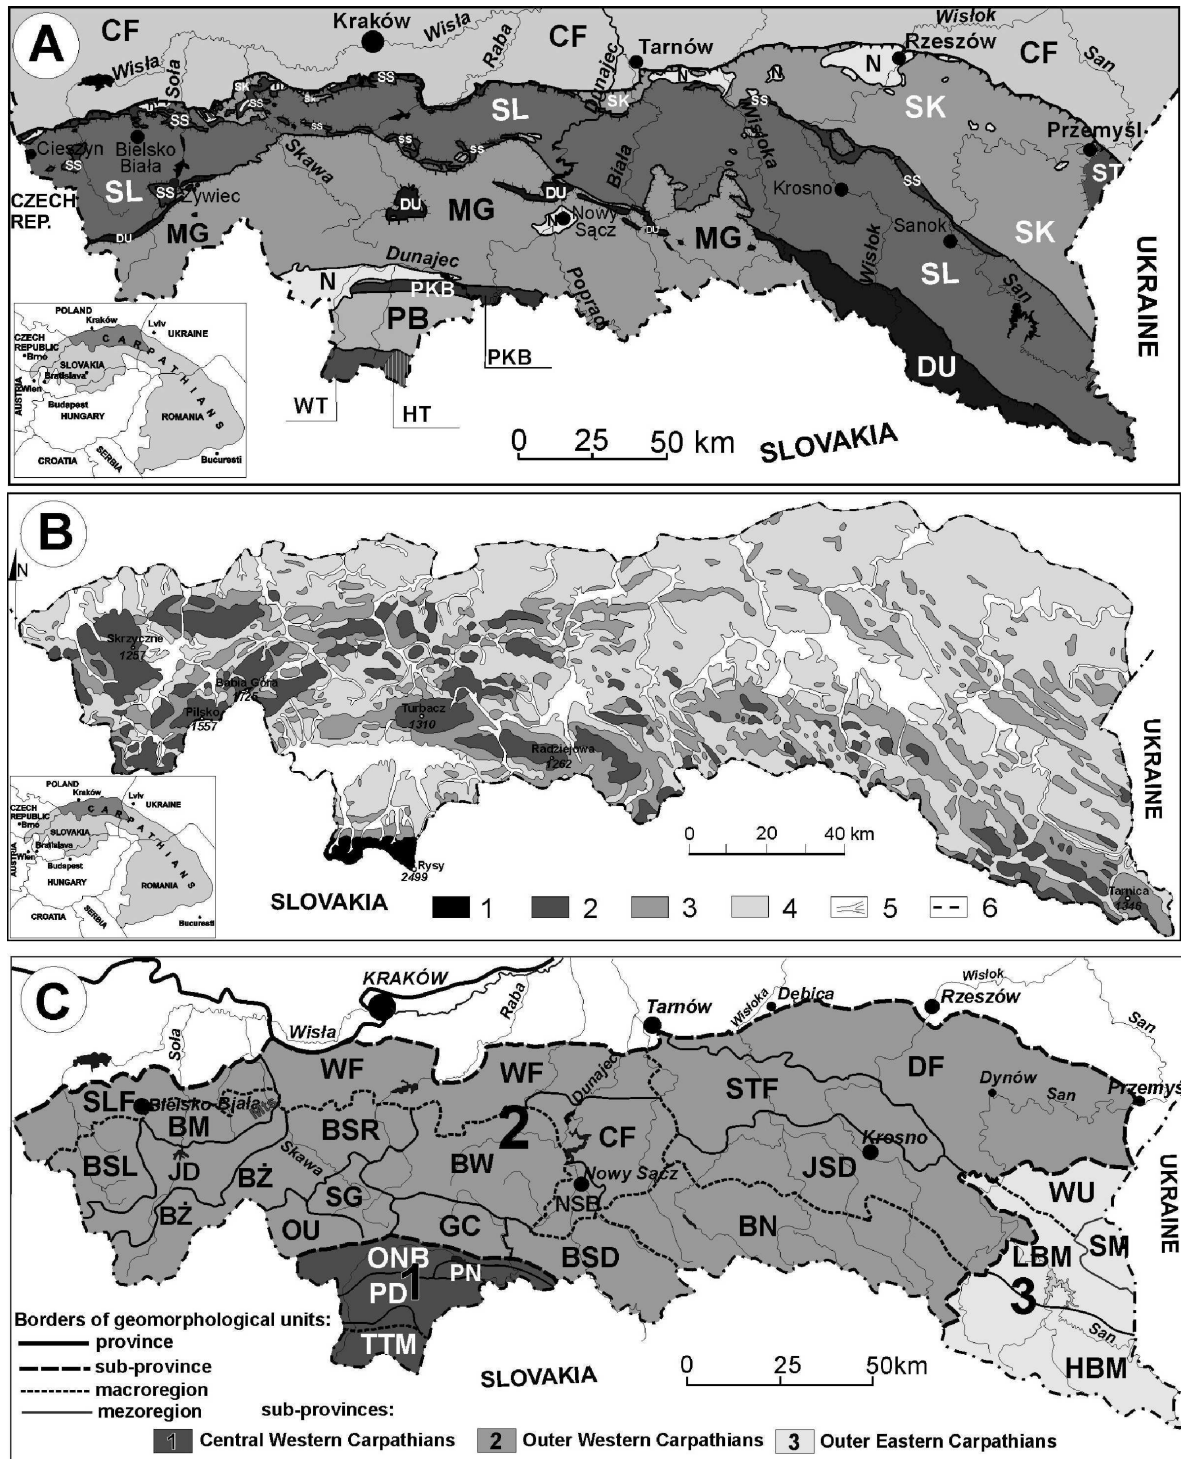 A
CF
Wisła
Soła
Kraków
Wisła
Raba
CF
Dunajec
Tarnów
Wisłok
Rzeszów
CF
San
N
N
N
SK
SS
SS
SK
SS
SS
SL
SK
SS
Wisłoka
SK
Przemyśl
ST
Cieszyn
SS
Bielsko
Biała
SL
SS
Żywiec
Skawa
SS
SS
Biała
Krosno
SS
CZECH
REP.
DU
MG
DU
MG
DU
N
Nowy
Sącz
DU
MG
Wisłok
Sanok
SL
San
SK
UKRAINE
Dunajec
N
PKB
PB
Poprad
PKB
WT
HT
DU
0 25 50 km
SLOVAKIA
POLAND
Kraków
Lviv
UKRAINE
CZECH
REPUBLIC
Brno
CARPATHIANS
SLOVAKIA
AUSTRIA
Wien
Bratislava
Budapest
HUNGARY
ROMANIA
CROATIA
SERBIA
Bucuresti
B
N
Skrzyczne
1257
Babia Góra
1725
Pilsko
1557
Turbacz
1310
Radziejowa
1262
Rysy
2499
Tarnica
1346
UKRAINE
0 20 40 km
SLOVAKIA
1 2 3 4 5 6
POLAND
Kraków
Lviv
UKRAINE
CZECH
REPUBLIC
Brno
CARPATHIANS
SLOVAKIA
AUSTRIA
Wien
Bratislava
Budapest
HUNGARY
ROMANIA
CROATIA
SERBIA
Bucuresti
C
KRAKÓW
Soła
Wisła
Raba
Tarnów
Wisłoka
Dębica
Rzeszów
Wisłok
San
WF
WF
Dunajec
STF
DF
Dynów
San
Przemyśl
SLF
Bielsko-Biała
Mts
BM
BSR
2
CF
BSL
JD
BŻ
Skawa
BW
Krosno
JSD
BŻ
SG
Nowy Sącz
NSB
WU
OU
GC
BSD
BN
SM
LBM
ONB
1
PN
PD
3
San
TTM
HBM
UKRAINE
Borders of geomorphological units:
province
sub-province
macroregion
mezoregion
0 25 50km
SLOVAKIA
sub-provinces:
1 Central Western Carpathians 2 Outer Western Carpathians 3 Outer Eastern Carpathians